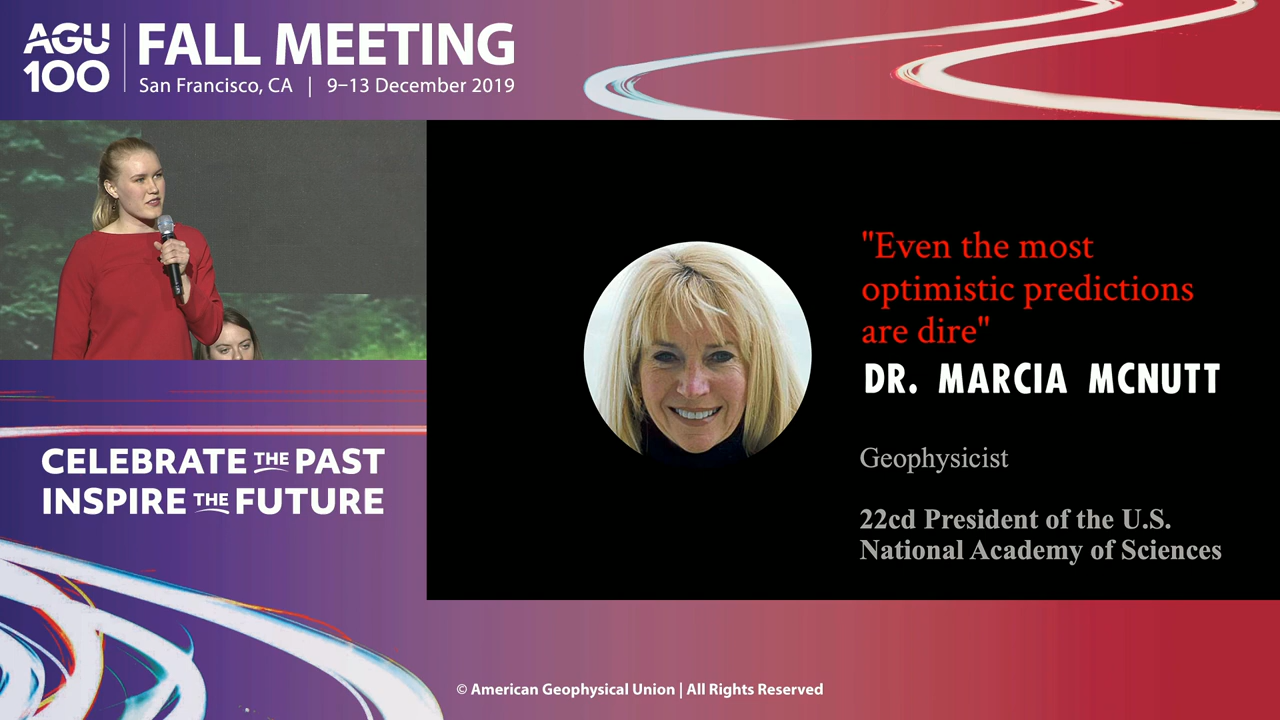 AGU
100
FALL MEETING
San Francisco, CA | 9–13 December 2019
"Even the most
optimistic predictions
are dire"
DR. MARCIA MCNUTT
Geophysicist
22cd President of the U.S.
National Academy of Sciences
CELEBRATE THE PAST
INSPIRE THE FUTURE
© American Geophysical Union | All Rights Reserved